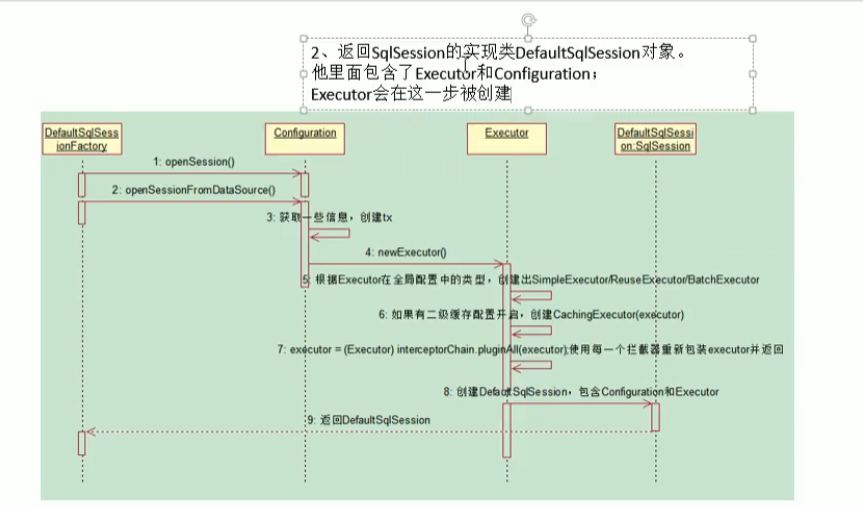 2、返回SqlSession的实现类DefaultSqlSession对象。
他里面包含了Executor和Configuration；
Executor会在这一步被创建
DefaultSqlSess
ionFactory
Configuration
Executor
DefaultSqlSessi
on:SqlSession
1: openSession()
2: openSessionFromDataSource()
3: 获取一些信息，创建tx
4: newExecutor()
5: 根据Executor在全局配置中的类型，创建出SimpleExecutor/ReuseExecutor/BatchExecutor
6: 如果有二级缓存配置开启，创建CachingExecutor(executor)
7: executor = (Executor) interceptorChain.pluginAll(executor);使用每一个拦截器重新包装executor并返回
8: 创建DefaultSqlSession，包含Configuration和Executor
9: 返回DefaultSqlSession